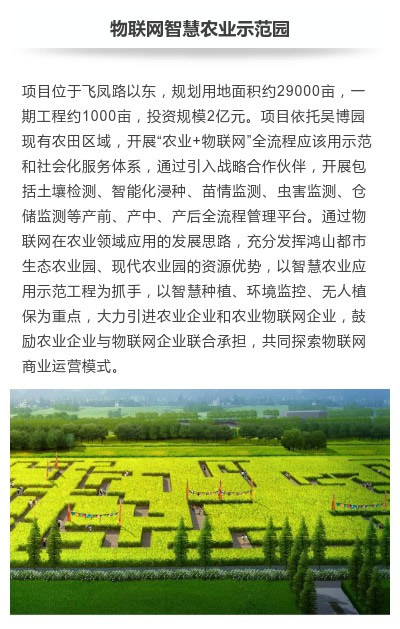 物联网智慧农业示范园
项目位于飞凤路以东，规划用地面积约29000亩，一
期工程约1000亩，投资规模2亿元。项目依托吴博园
现有农田区域，开展“农业+物联网”全流程应该用示范
和社会化服务体系，通过引入战略合作伙伴，开展包
括土壤检测、智能化浸种、苗情监测、虫害监测、仓
储监测等产前、产中、产后全流程管理平台。通过物
联网在农业领域应用的发展思路，充分发挥鸿山都市
生态农业园、现代农业园的资源优势，以智慧农业应
用示范工程为抓手，以智慧种植、环境监控、无人植
保为重点，大力引进农业企业和农业物联网企业，鼓
励农业企业与物联网企业联合承担，共同探索物联网
商业运营模式。